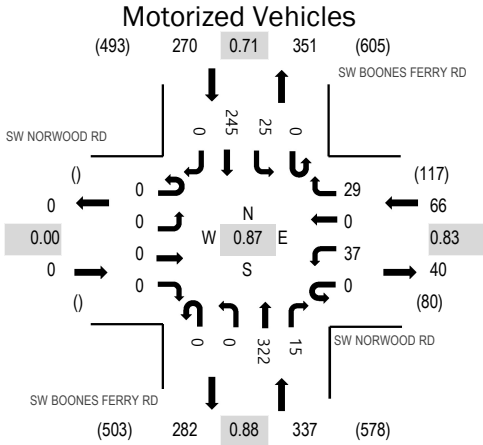 Motorized Vehicles
(493) 270 0.71 351 (605)
SW BOONES FERRY RD
SW NORWOOD RD
0 245 25 0
() 0 29 (117)
0 0 0 66
0.00 N 0.83
W 0.87 E
0 0 37 40
S
() 0 0 (80)
0 0 322 15
SW NORWOOD RD
SW BOONES FERRY RD
(503) 282 0.88 337 (578)